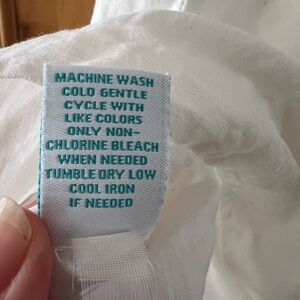 MACHINE WASH
COLD GENTLE
CYCLE WITH
LIKE COLORS
ONLY NON-
CHLORINE BLEACH
WHEN NEEDED
TUMBLE DRY LOW
COOL IRON
IF NEEDED